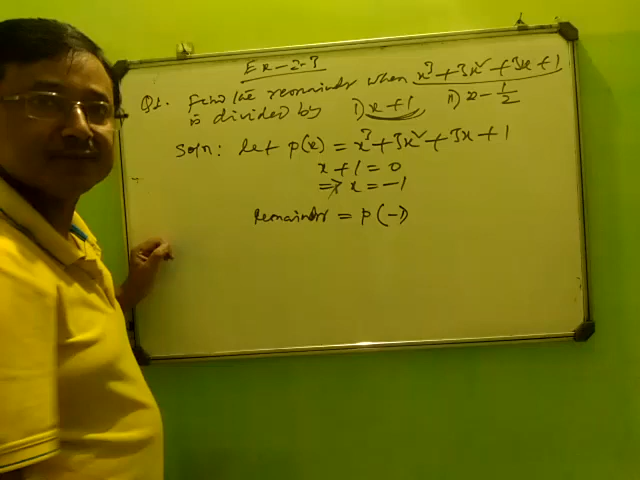 Ex-2.3
Q1. Find the remainder when x³+3x²+3x+1
is divided by i) x+1 ii) x-1/2
Soln: let p(x) = x³+3x²+3x+1
x+1=0
⇒ x=-1
remainder = p(-1)